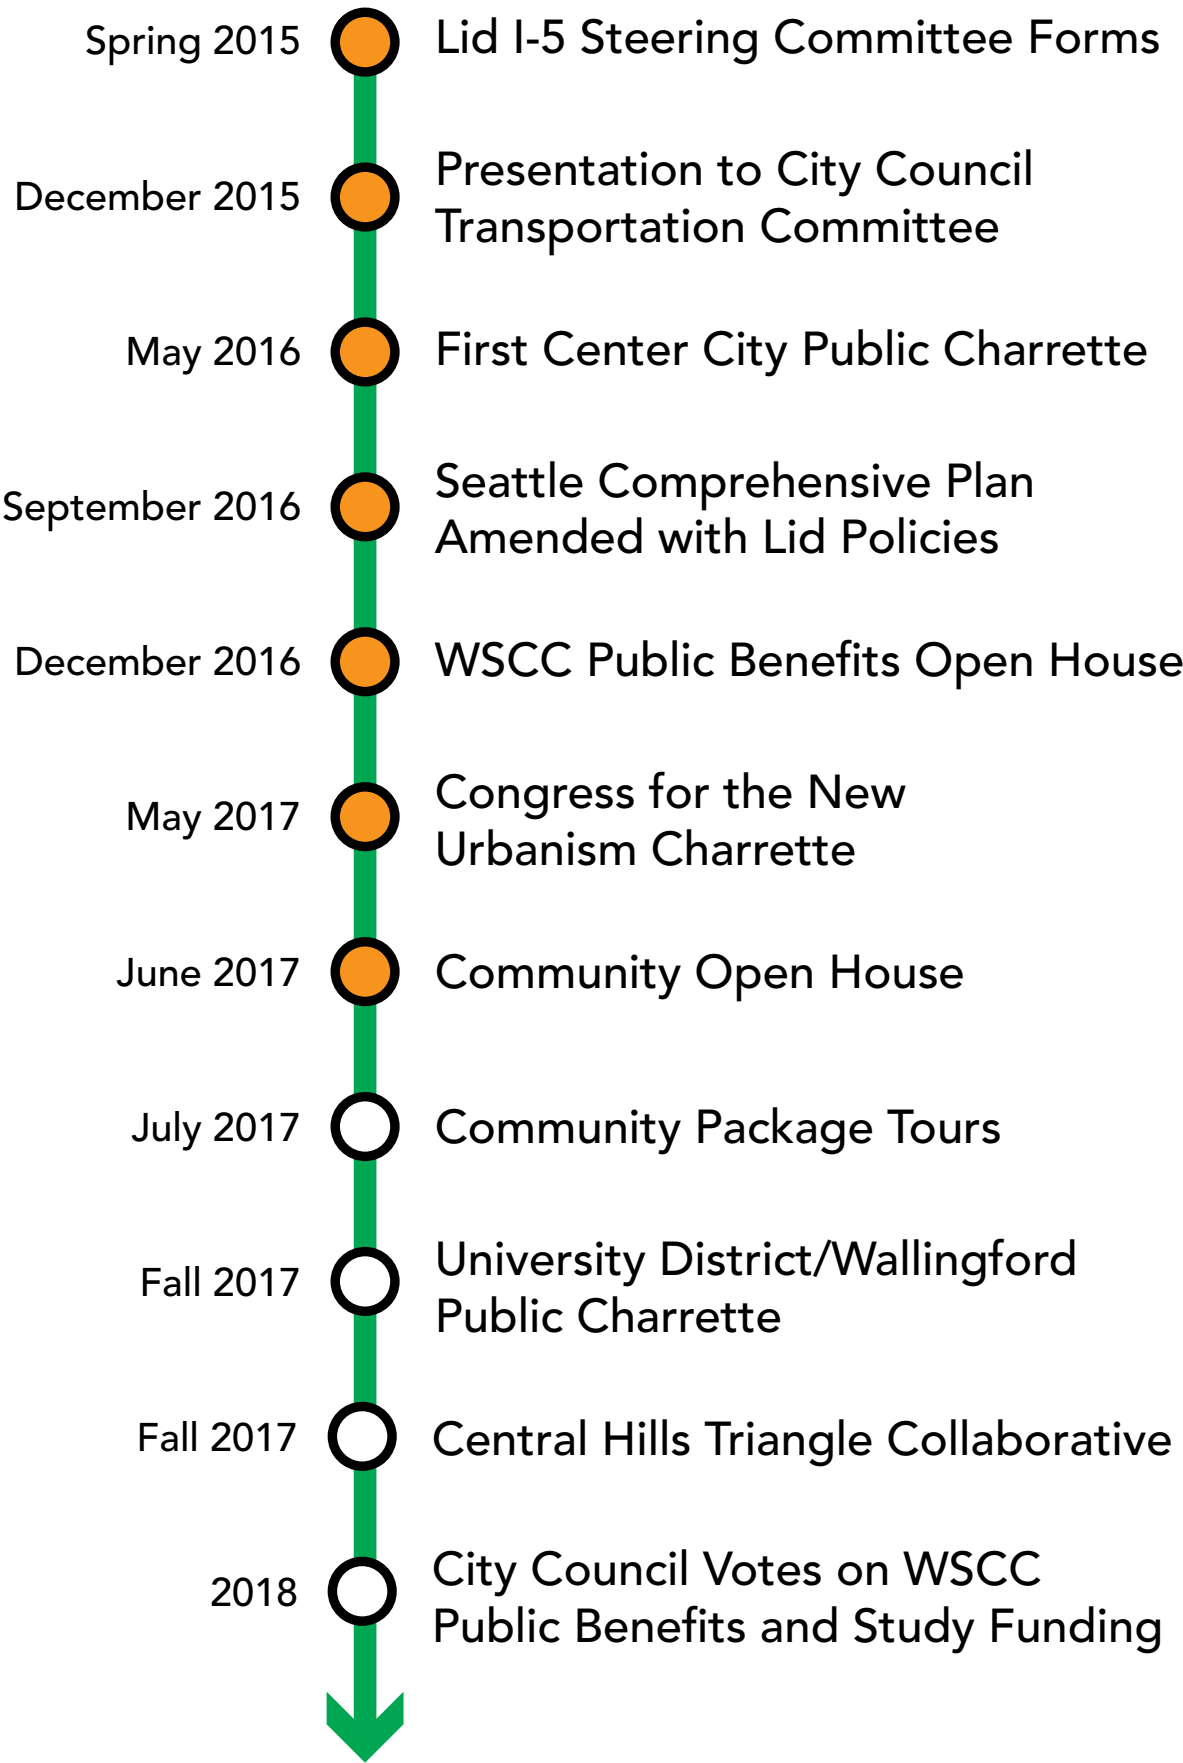 Spring 2015
Lid I-5 Steering Committee Forms
December 2015
Presentation to City Council
Transportation Committee
May 2016
First Center City Public Charrette
September 2016
Seattle Comprehensive Plan
Amended with Lid Policies
December 2016
WSCC Public Benefits Open House
May 2017
Congress for the New
Urbanism Charrette
June 2017
Community Open House
July 2017
Community Package Tours
Fall 2017
University District/Wallingford
Public Charrette
Fall 2017
Central Hills Triangle Collaborative
2018
City Council Votes on WSCC
Public Benefits and Study Funding